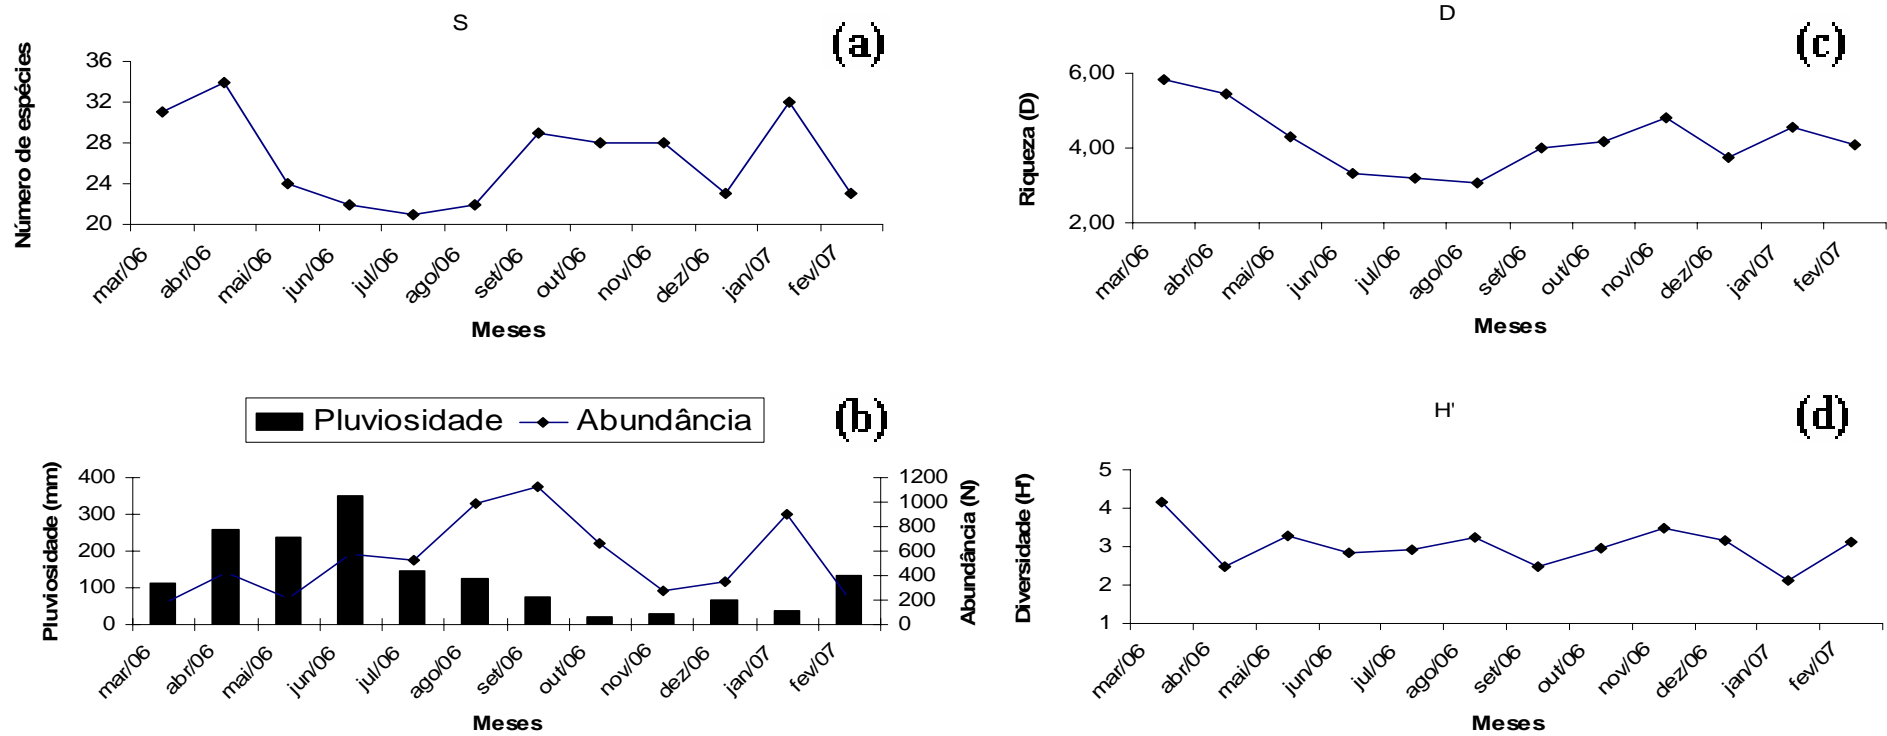 S
(a)
Número de espécies
36
32
28
24
20
mar/06
abr/06
mai/06
jun/06
jul/06
ago/06
set/06
out/06
nov/06
dez/06
jan/07
fev/07
Meses
D
(c)
Riqueza (D)
6,00
4,00
2,00
mar/06
abr/06
mai/06
jun/06
jul/06
ago/06
set/06
out/06
nov/06
dez/06
jan/07
fev/07
Meses
Pluviosidade Abundância
(b)
Pluviosidade (mm)
400
300
200
100
0
1200
1000
800
600
400
200
0
Abundância (N)
mar/06
abr/06
mai/06
jun/06
jul/06
ago/06
set/06
out/06
nov/06
dez/06
jan/07
fev/07
Meses
H'
(d)
Diversidade (H')
5
4
3
2
1
mar/06
abr/06
mai/06
jun/06
jul/06
ago/06
set/06
out/06
nov/06
dez/06
jan/07
fev/07
Meses